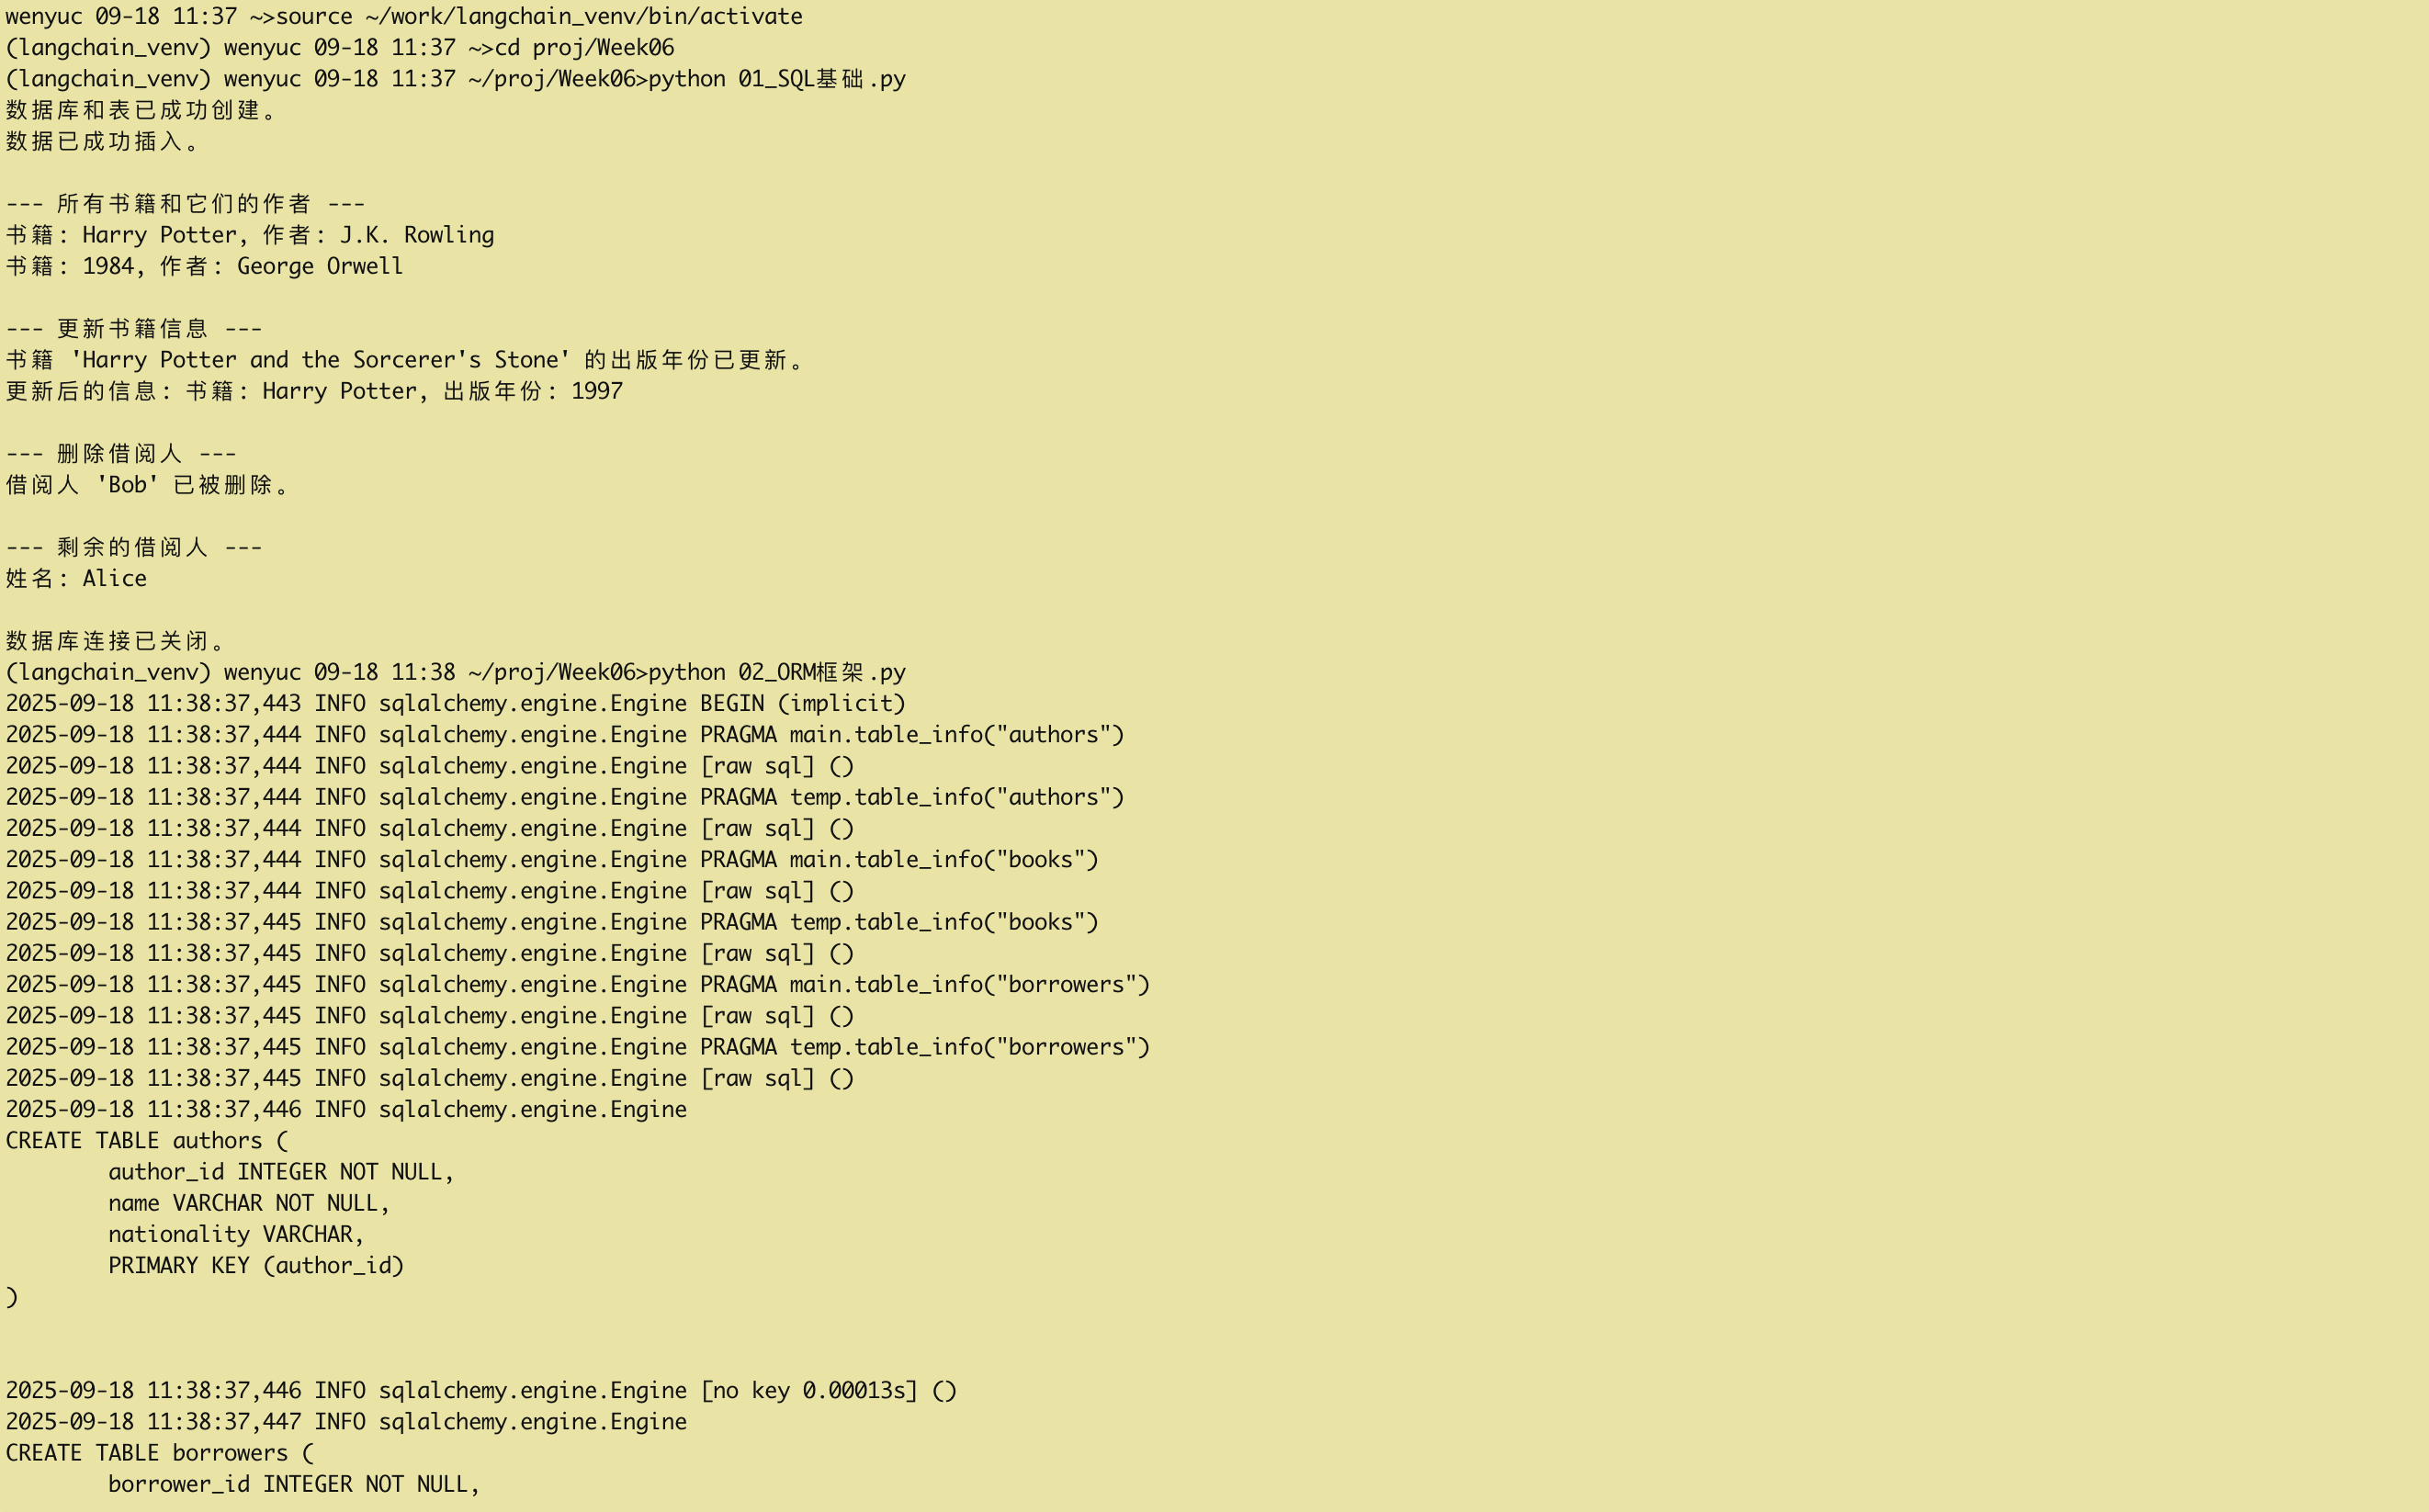 wenyuc 09-18 11:37 ~>source ~/work/langchain_venv/bin/activate
(langchain_venv) wenyuc 09-18 11:37 ~>cd proj/Week06
(langchain_venv) wenyuc 09-18 11:37 ~/proj/Week06>python 01_SQL基础.py
数据库和表已成功创建。
数据已成功插入。

--- 所有书籍和它们的作者 ---
书籍: Harry Potter, 作者: J.K. Rowling
书籍: 1984, 作者: George Orwell

--- 更新书籍信息 ---
书籍 'Harry Potter and the Sorcerer's Stone' 的出版年份已更新。
更新后的信息: 书籍: Harry Potter, 出版年份: 1997

--- 删除借阅人 ---
借阅人 'Bob' 已被删除。

--- 剩余的借阅人 ---
姓名: Alice

数据库连接已关闭。
(langchain_venv) wenyuc 09-18 11:38 ~/proj/Week06>python 02_ORM框架.py
2025-09-18 11:38:37,443 INFO sqlalchemy.engine.Engine BEGIN (implicit)
2025-09-18 11:38:37,444 INFO sqlalchemy.engine.Engine PRAGMA main.table_info("authors")
2025-09-18 11:38:37,444 INFO sqlalchemy.engine.Engine [raw sql] ()
2025-09-18 11:38:37,444 INFO sqlalchemy.engine.Engine PRAGMA temp.table_info("authors")
2025-09-18 11:38:37,444 INFO sqlalchemy.engine.Engine [raw sql] ()
2025-09-18 11:38:37,444 INFO sqlalchemy.engine.Engine PRAGMA main.table_info("books")
2025-09-18 11:38:37,444 INFO sqlalchemy.engine.Engine [raw sql] ()
2025-09-18 11:38:37,445 INFO sqlalchemy.engine.Engine PRAGMA temp.table_info("books")
2025-09-18 11:38:37,445 INFO sqlalchemy.engine.Engine [raw sql] ()
2025-09-18 11:38:37,445 INFO sqlalchemy.engine.Engine PRAGMA main.table_info("borrowers")
2025-09-18 11:38:37,445 INFO sqlalchemy.engine.Engine [raw sql] ()
2025-09-18 11:38:37,445 INFO sqlalchemy.engine.Engine PRAGMA temp.table_info("borrowers")
2025-09-18 11:38:37,445 INFO sqlalchemy.engine.Engine [raw sql] ()
2025-09-18 11:38:37,446 INFO sqlalchemy.engine.Engine
CREATE TABLE authors (
        author_id INTEGER NOT NULL,
        name VARCHAR NOT NULL,
        nationality VARCHAR,
        PRIMARY KEY (author_id)
)


2025-09-18 11:38:37,446 INFO sqlalchemy.engine.Engine [no key 0.00013s] ()
2025-09-18 11:38:37,447 INFO sqlalchemy.engine.Engine
CREATE TABLE borrowers (
        borrower_id INTEGER NOT NULL,